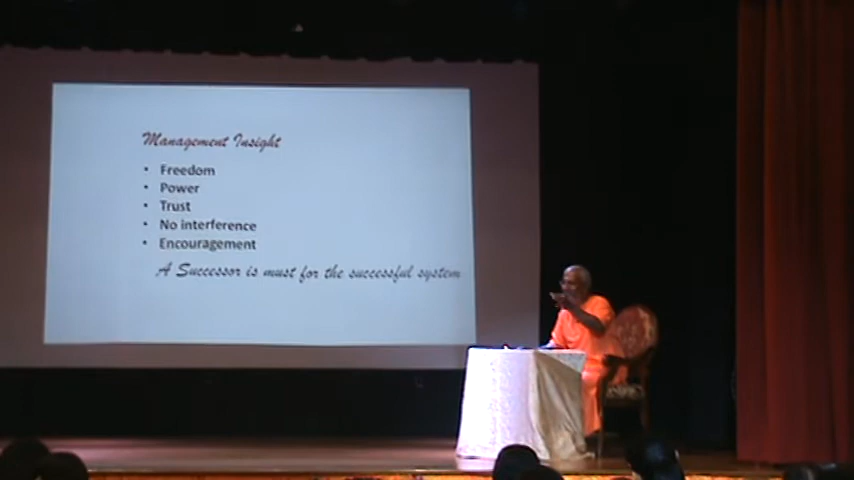 Management Insight
• Freedom
• Power
• Trust
• No interference
• Encouragement
A Successor is must for the successful system